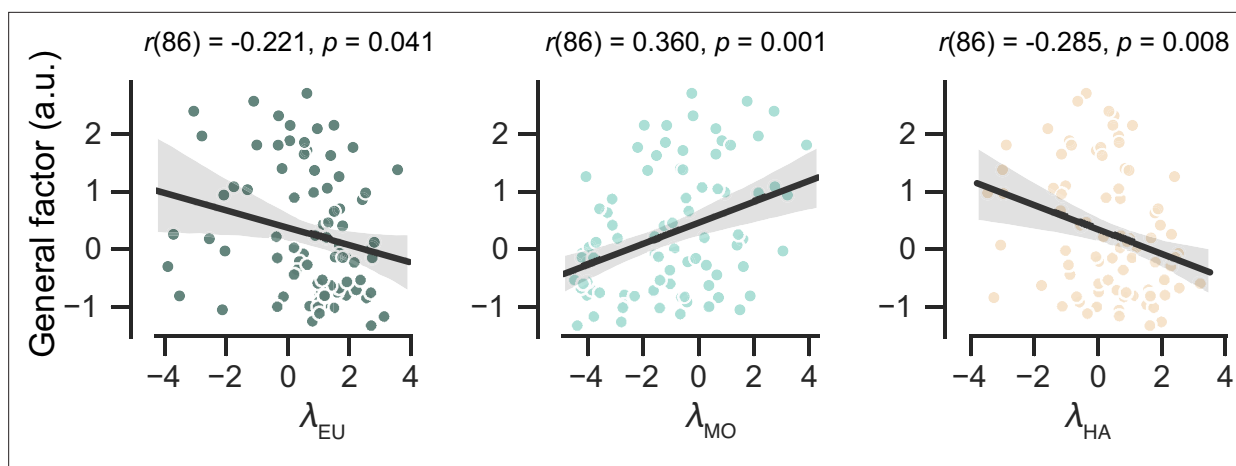 r(86) = -0.221, p = 0.041
r(86) = 0.360, p = 0.001
r(86) = -0.285, p = 0.008
General factor (a.u.)
2
1
0
−1
−4 −2 0 2 4
λEU
2
1
0
−1
−4 −2 0 2 4
λMO
2
1
0
−1
−4 −2 0 2 4
λHA